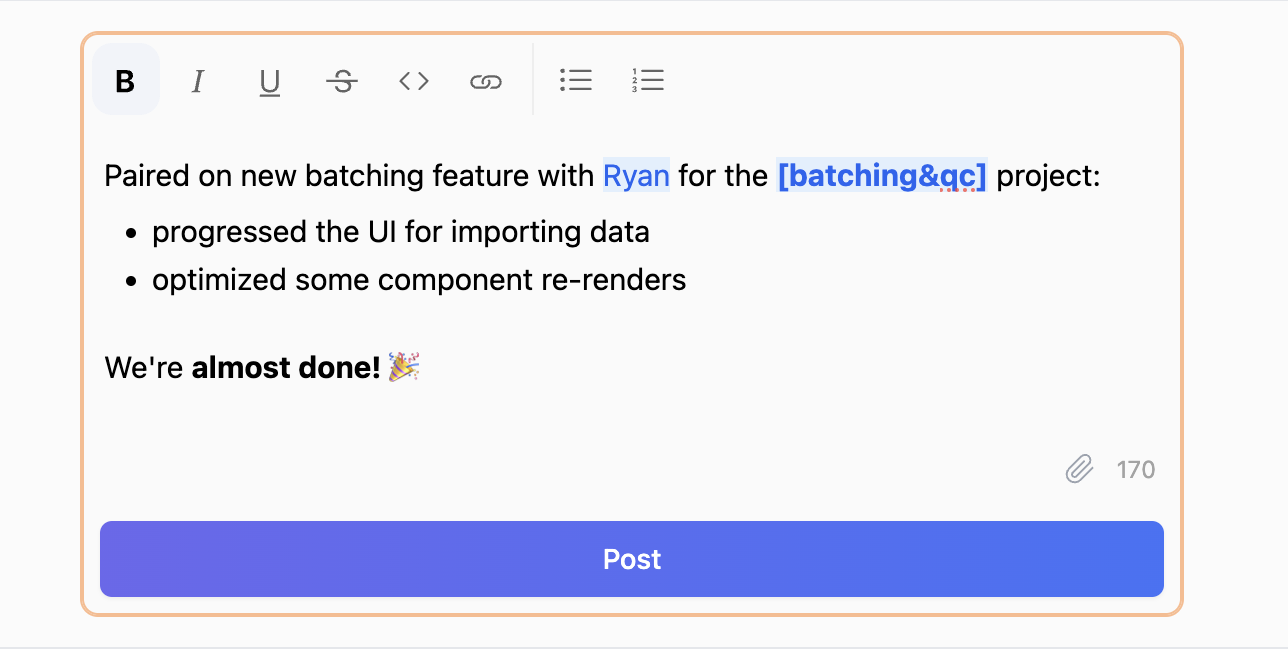 B I U S <>
Paired on new batching feature with Ryan for the [batching&qc] project:
• progressed the UI for importing data
• optimized some component re-renders
We're almost done! 🎉
170
Post